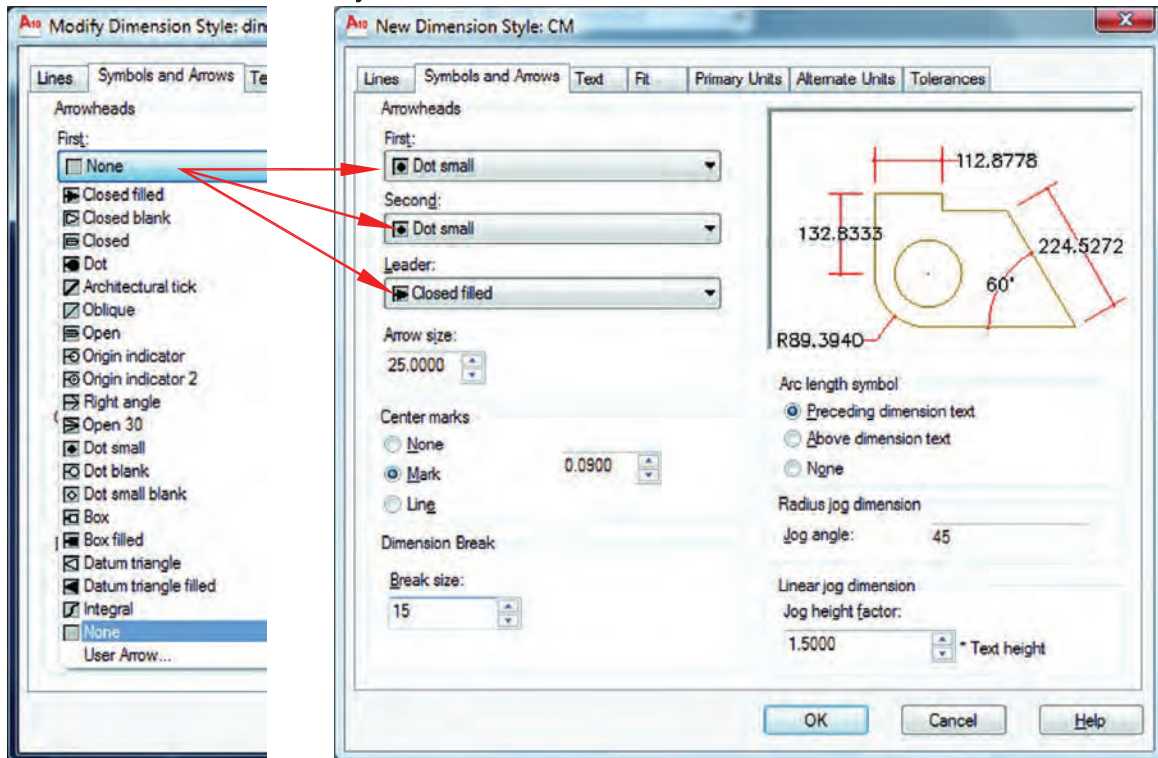 Modify Dimension Style: dim
Lines
Symbols and Arrows
Te
Arrowheads
First:
None
Closed filled
Closed blank
Closed
Dot
Architectural tick
Oblique
Open
Origin indicator
Origin indicator 2
Right angle
Open 30
Dot small
Dot blank
Dot small blank
Box
Box filled
Datum triangle
Datum triangle filled
Integral
None
User Arrow...
New Dimension Style: CM
Lines
Symbols and Arrows
Text
Fit
Primary Units
Alternate Units
Tolerances
Arrowheads
First:
Dot small
Second:
Dot small
Leader:
Closed filled
Arrow size:
25.0000
Center marks
None
Mark
0.0900
Line
Dimension Break
Break size:
15
112.8778
132.8333
224.5272
60°
R89.3940
Arc length symbol
Preceding dimension text
Above dimension text
None
Radius jog dimension
Jog angle:
45
Linear jog dimension
Jog height factor:
1.5000
* Text height
OK
Cancel
Help